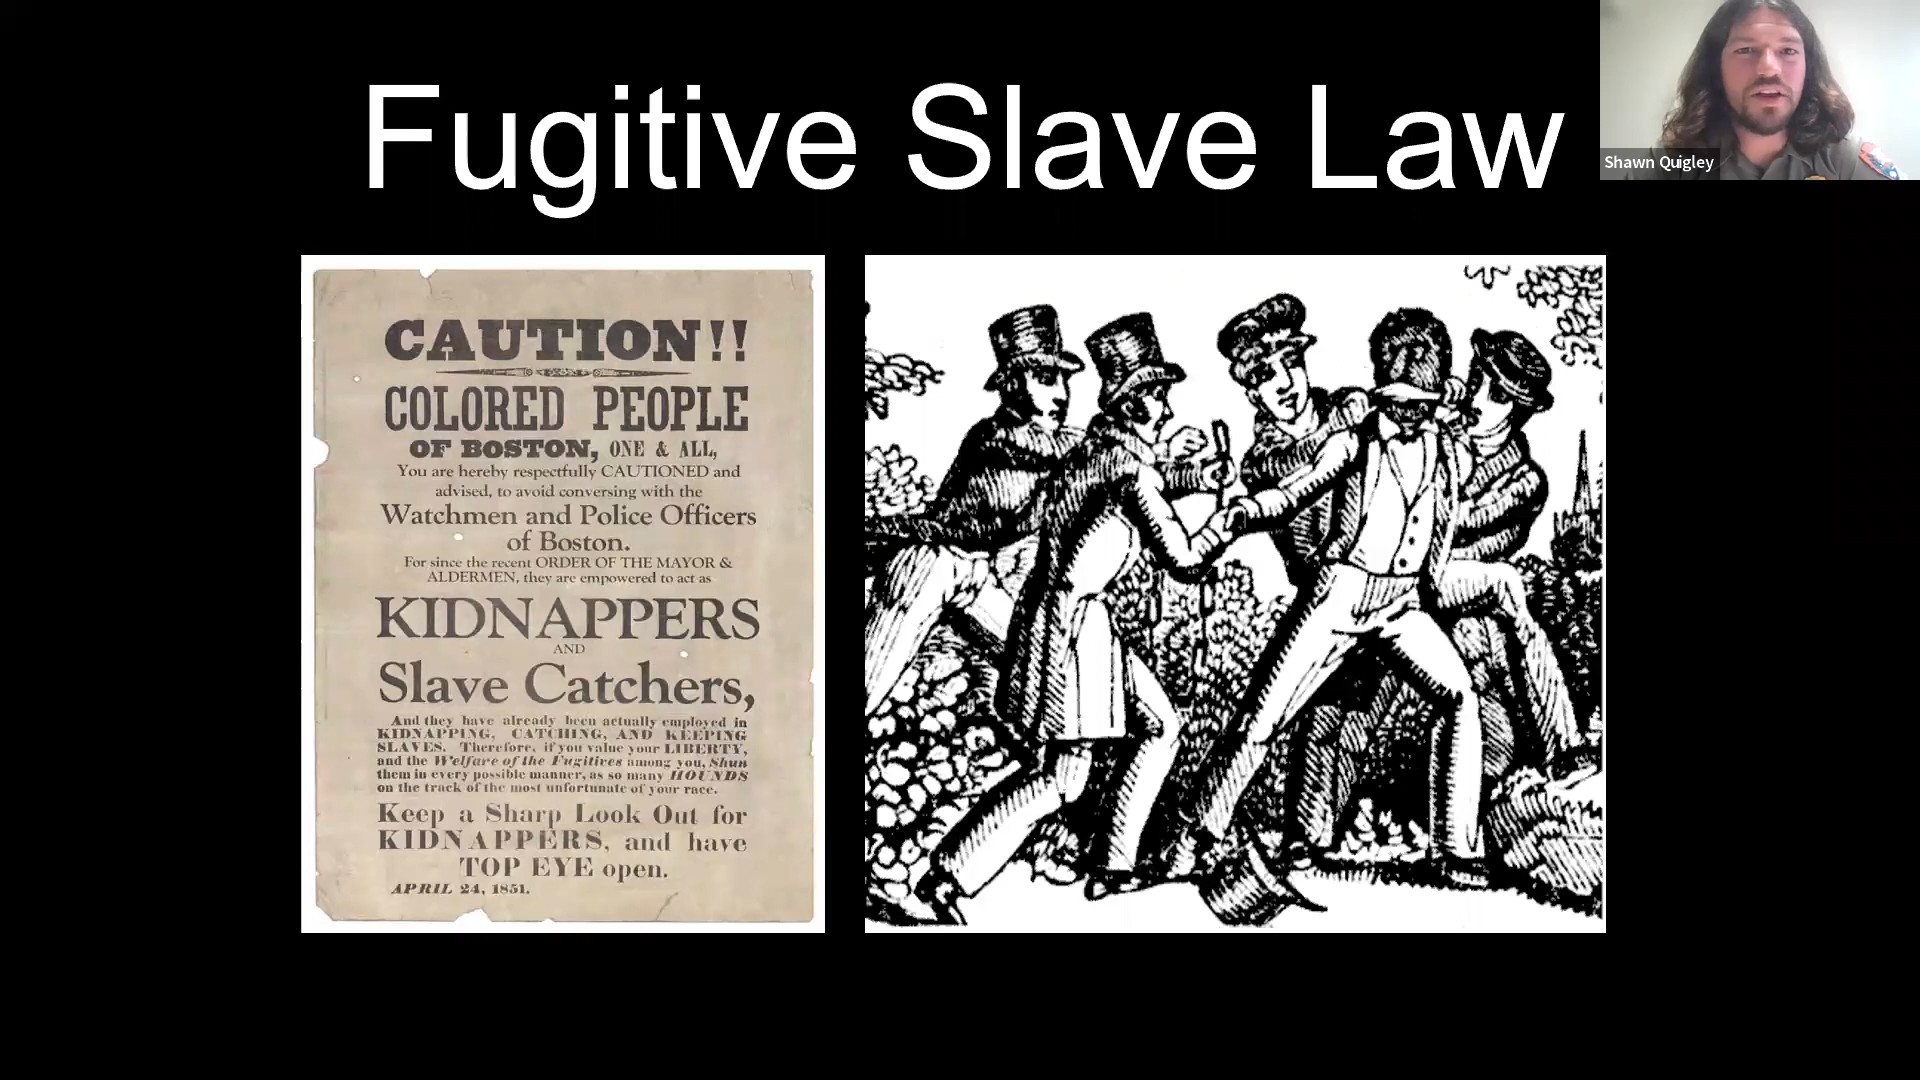 Fugitive Slave Law
Shawn Quigley
CAUTION!!
COLORED PEOPLE
OF BOSTON, ONE & ALL,
You are hereby respectfully CAUTIONED and
advised, to avoid conversing with the
Watchmen and Police Officers
of Boston.
For since the recent ORDER OF THE MAYOR &
ALDERMEN, they are empowered to act as
KIDNAPPERS
AND
Slave Catchers,
And they have already been actually employed in
KIDNAPPING, CATCHING, AND KEEPING
SLAVES. Therefore, if you value your LIBERTY,
and the Welfare of the Fugitives among you, Shun
them in every possible manner, as so many HOUNDS
on the track of the most unfortunate of your race.
Keep a Sharp Look Out for
KIDNAPPERS, and have
TOP EYE open.
APRIL 24, 1851.